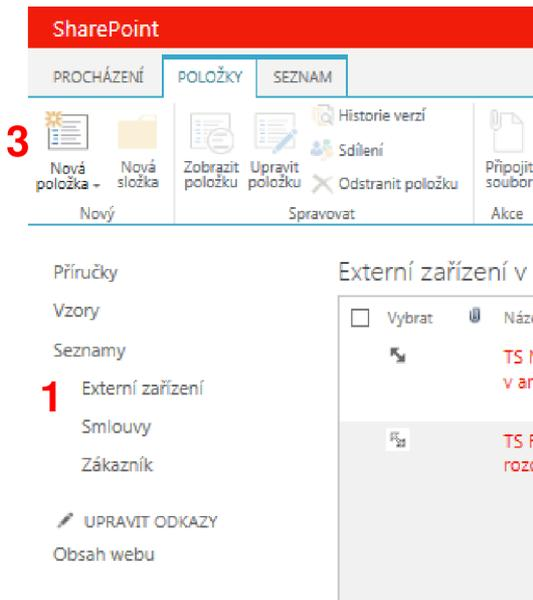 SharePoint
PROCHÁZENÍ POLOŽKY SEZNAM
3
Nová
položka
Nová
složka
Zobrazit
položku
Upravit
položku
Historie verzí
Sdílení
Odstranit položku
Připojit
soubor
Nový
Spravovat
Akce
Příručky
Vzory
Seznamy
1
Externí zařízení
Smlouvy
Zákazník
UPRAVIT ODKAZY
Obsah webu
Externí zařízení v
Vybrat
TS
v
TS